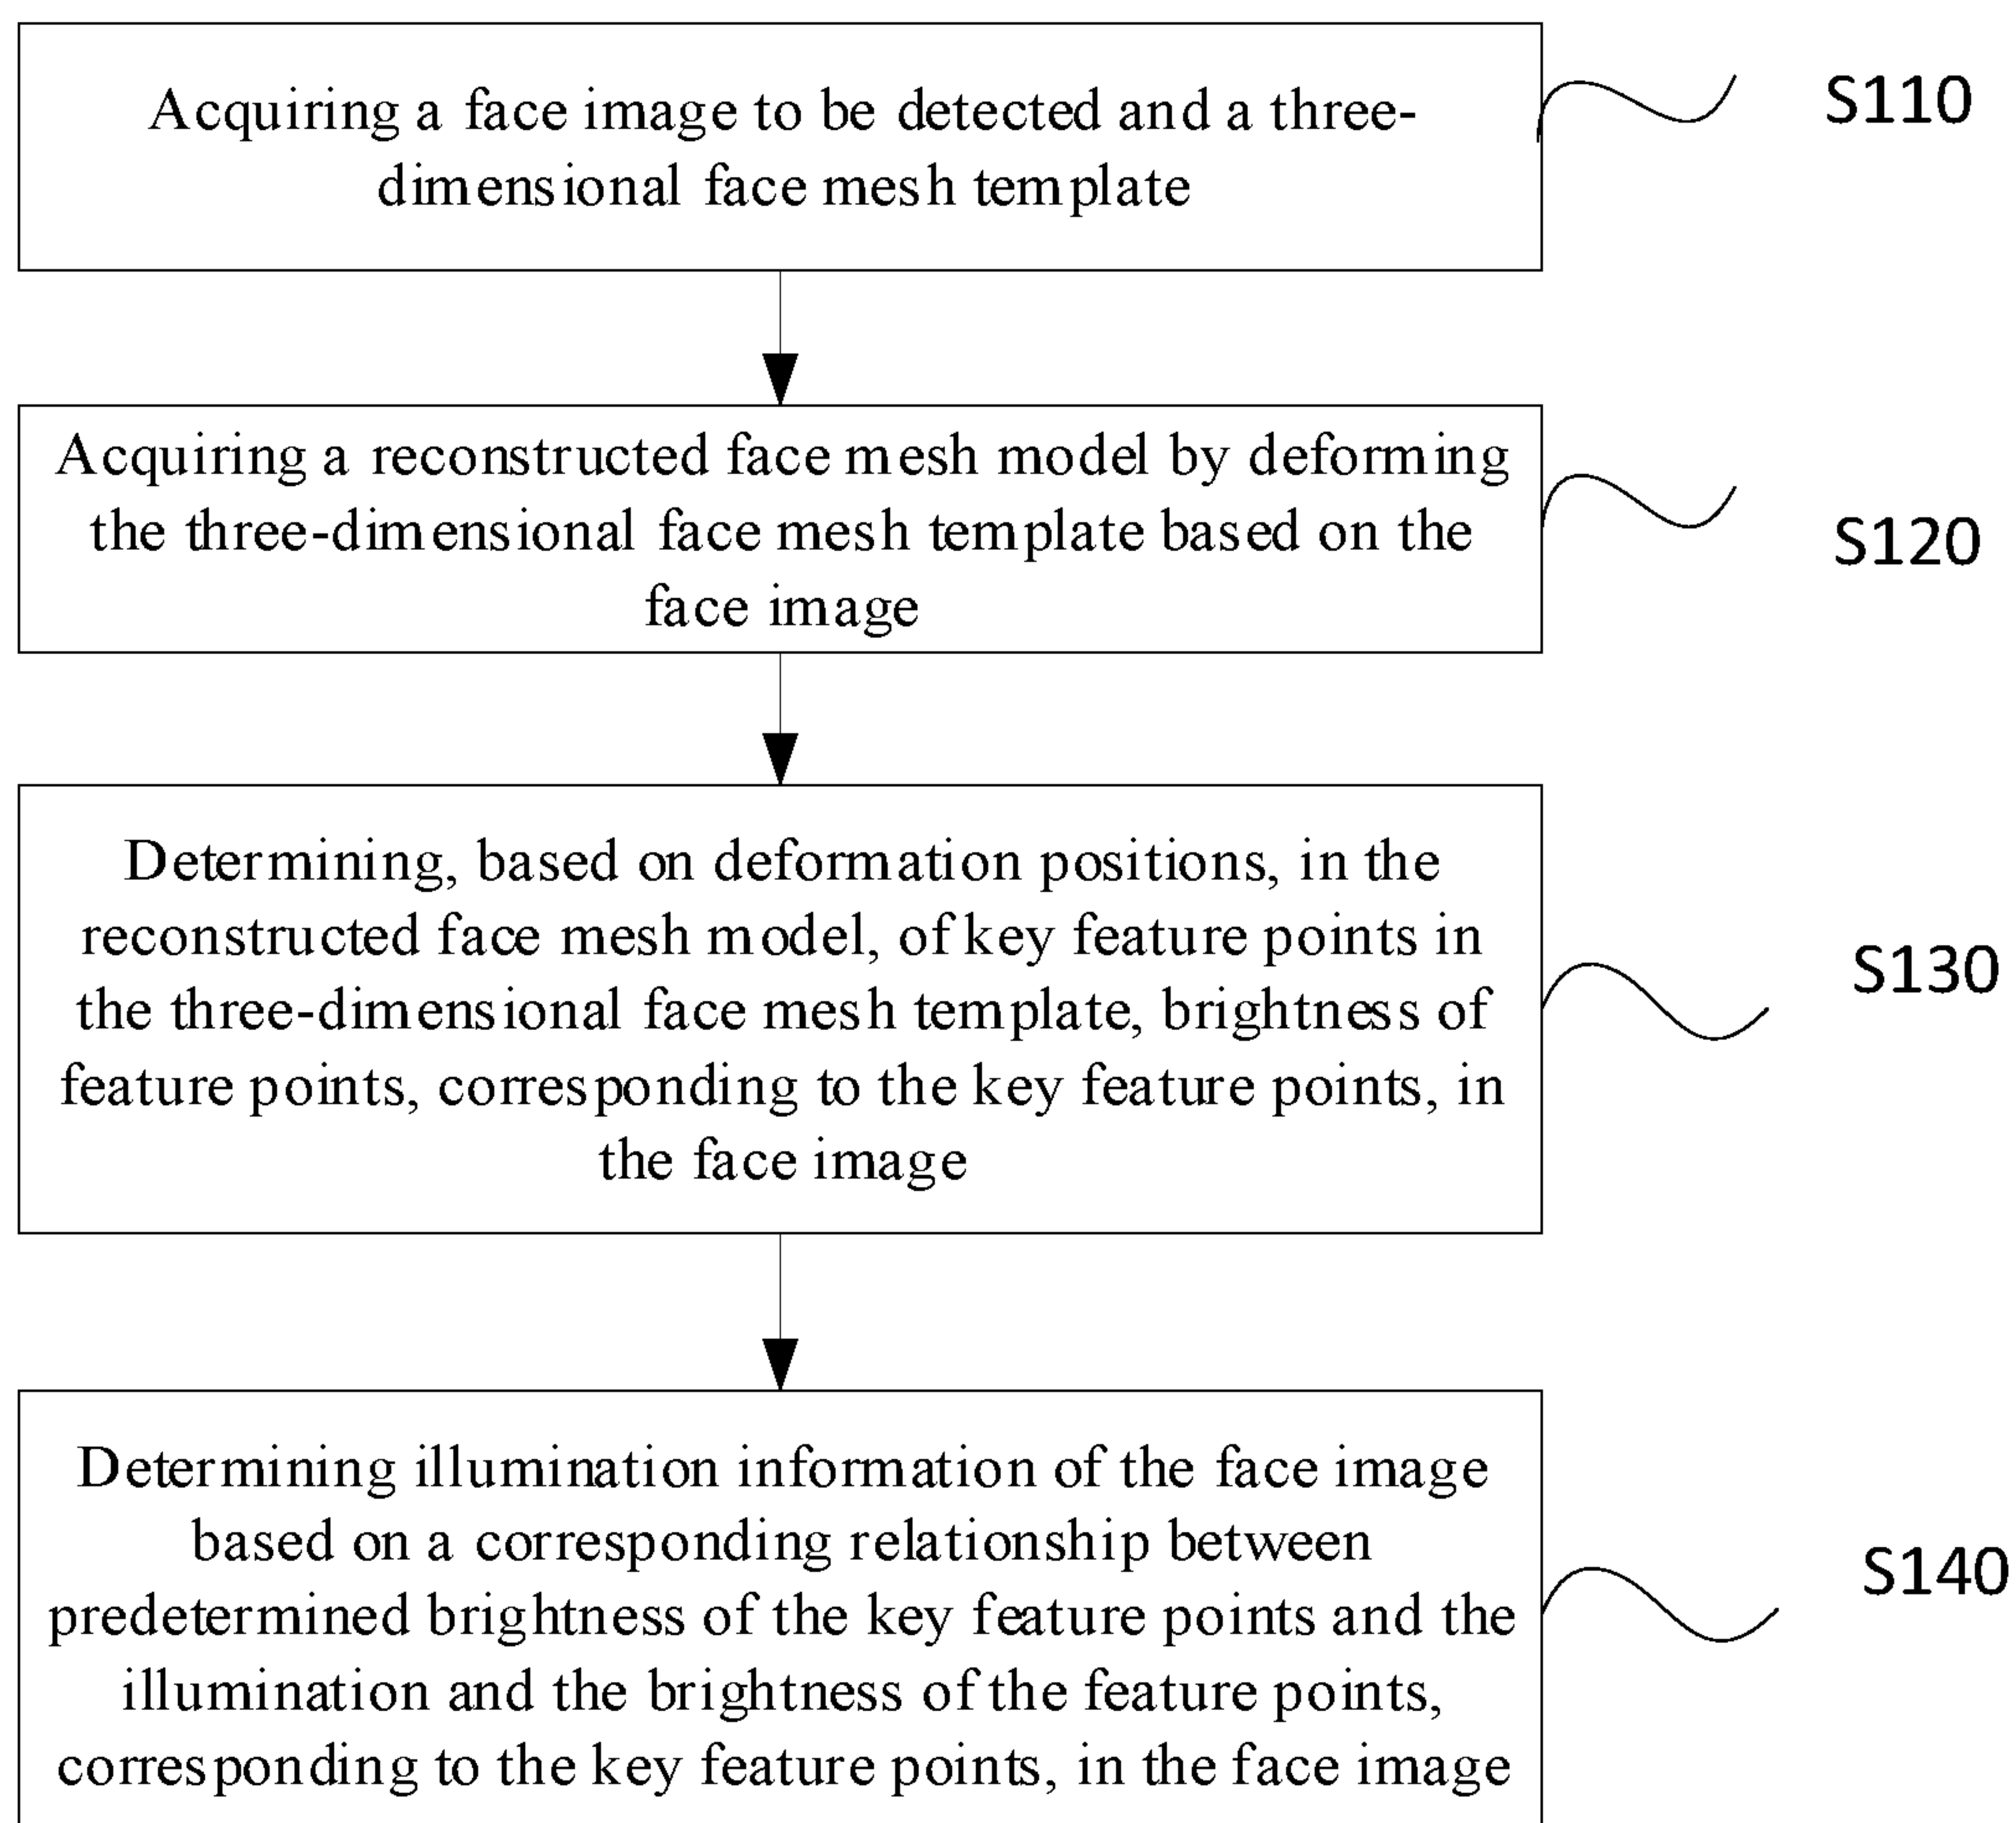 Acquiring a face image to be detected and a three-
dimensional face mesh template
S110
Acquiring a reconstructed face mesh model by deforming
the three-dimensional face mesh template based on the
face image
S120
Determining, based on deformation positions, in the
reconstructed face mesh model, of key feature points in
the three-dimensional face mesh template, brightness of
feature points, corresponding to the key feature points, in
the face image
S130
Determining illumination information of the face image
based on a corresponding relationship between
predetermined brightness of the key feature points and the
illumination and the brightness of the feature points,
corresponding to the key feature points, in the face image
S140